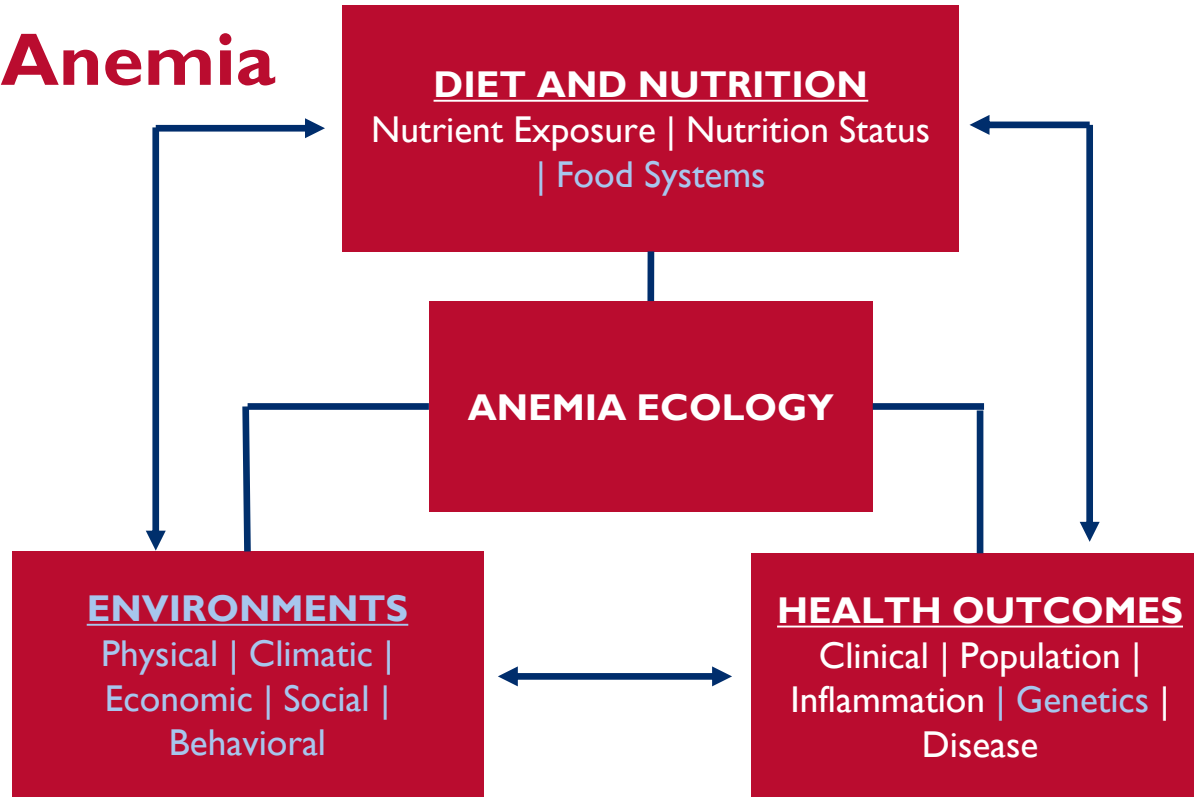 Anemia
DIET AND NUTRITION
Nutrient Exposure | Nutrition Status
| Food Systems
ANEMIA ECOLOGY
ENVIRONMENTS
Physical | Climatic |
Economic | Social |
Behavioral
HEALTH OUTCOMES
Clinical | Population |
Inflammation | Genetics |
Disease